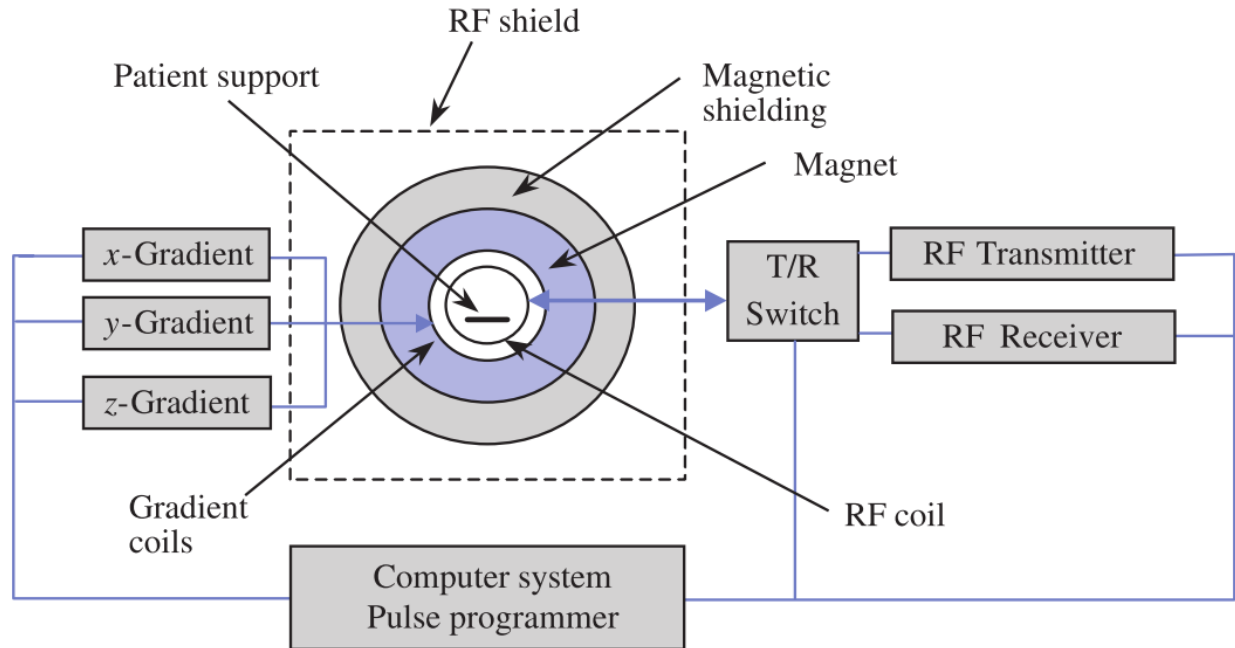 RF shield
Patient support
Magnetic
shielding
Magnet
x-Gradient
y-Gradient
z-Gradient
T/R
Switch
RF Transmitter
RF Receiver
Gradient
coils
RF coil
Computer system
Pulse programmer